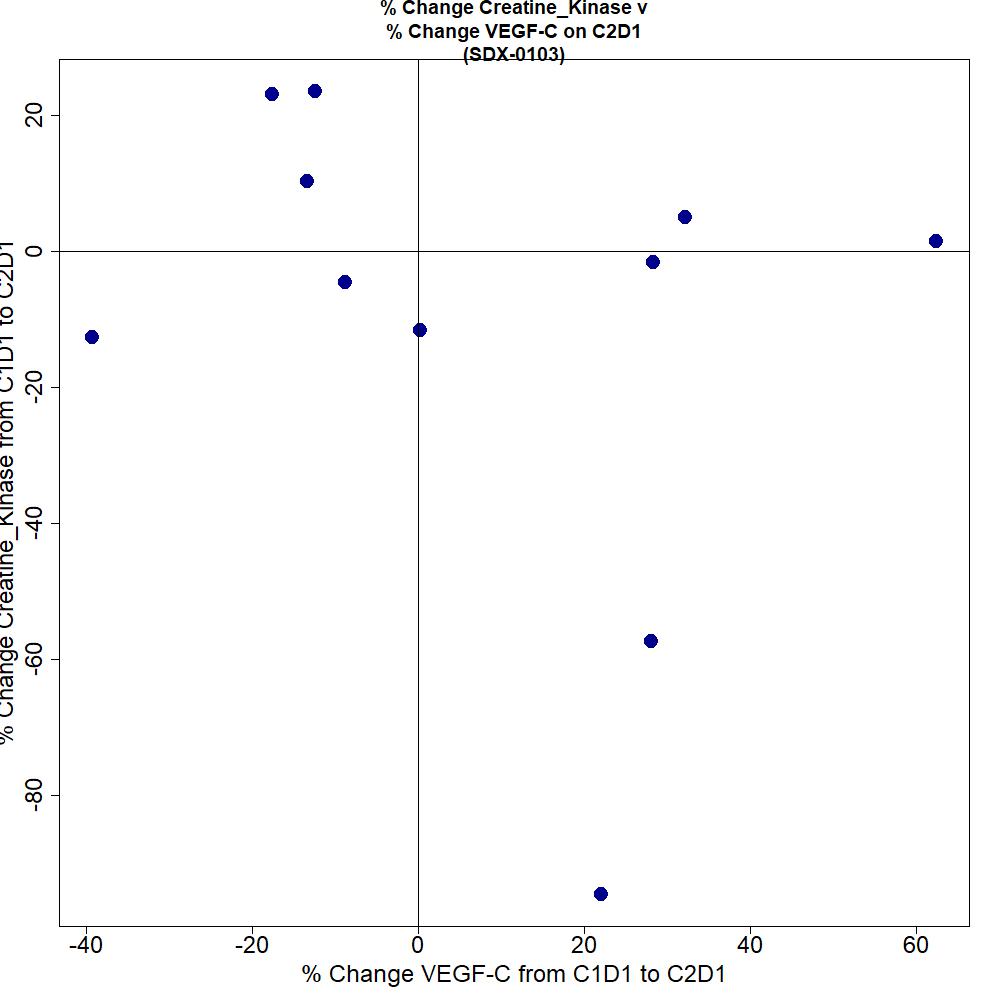 % Change Creatine_Kinase v
% Change VEGF-C on C2D1
(SDX-0103)
% Change Creatine_Kinase from C1D1 to C2D1
20
0
-20
-40
-60
-80
-40
-20
0
20
40
60
% Change VEGF-C from C1D1 to C2D1